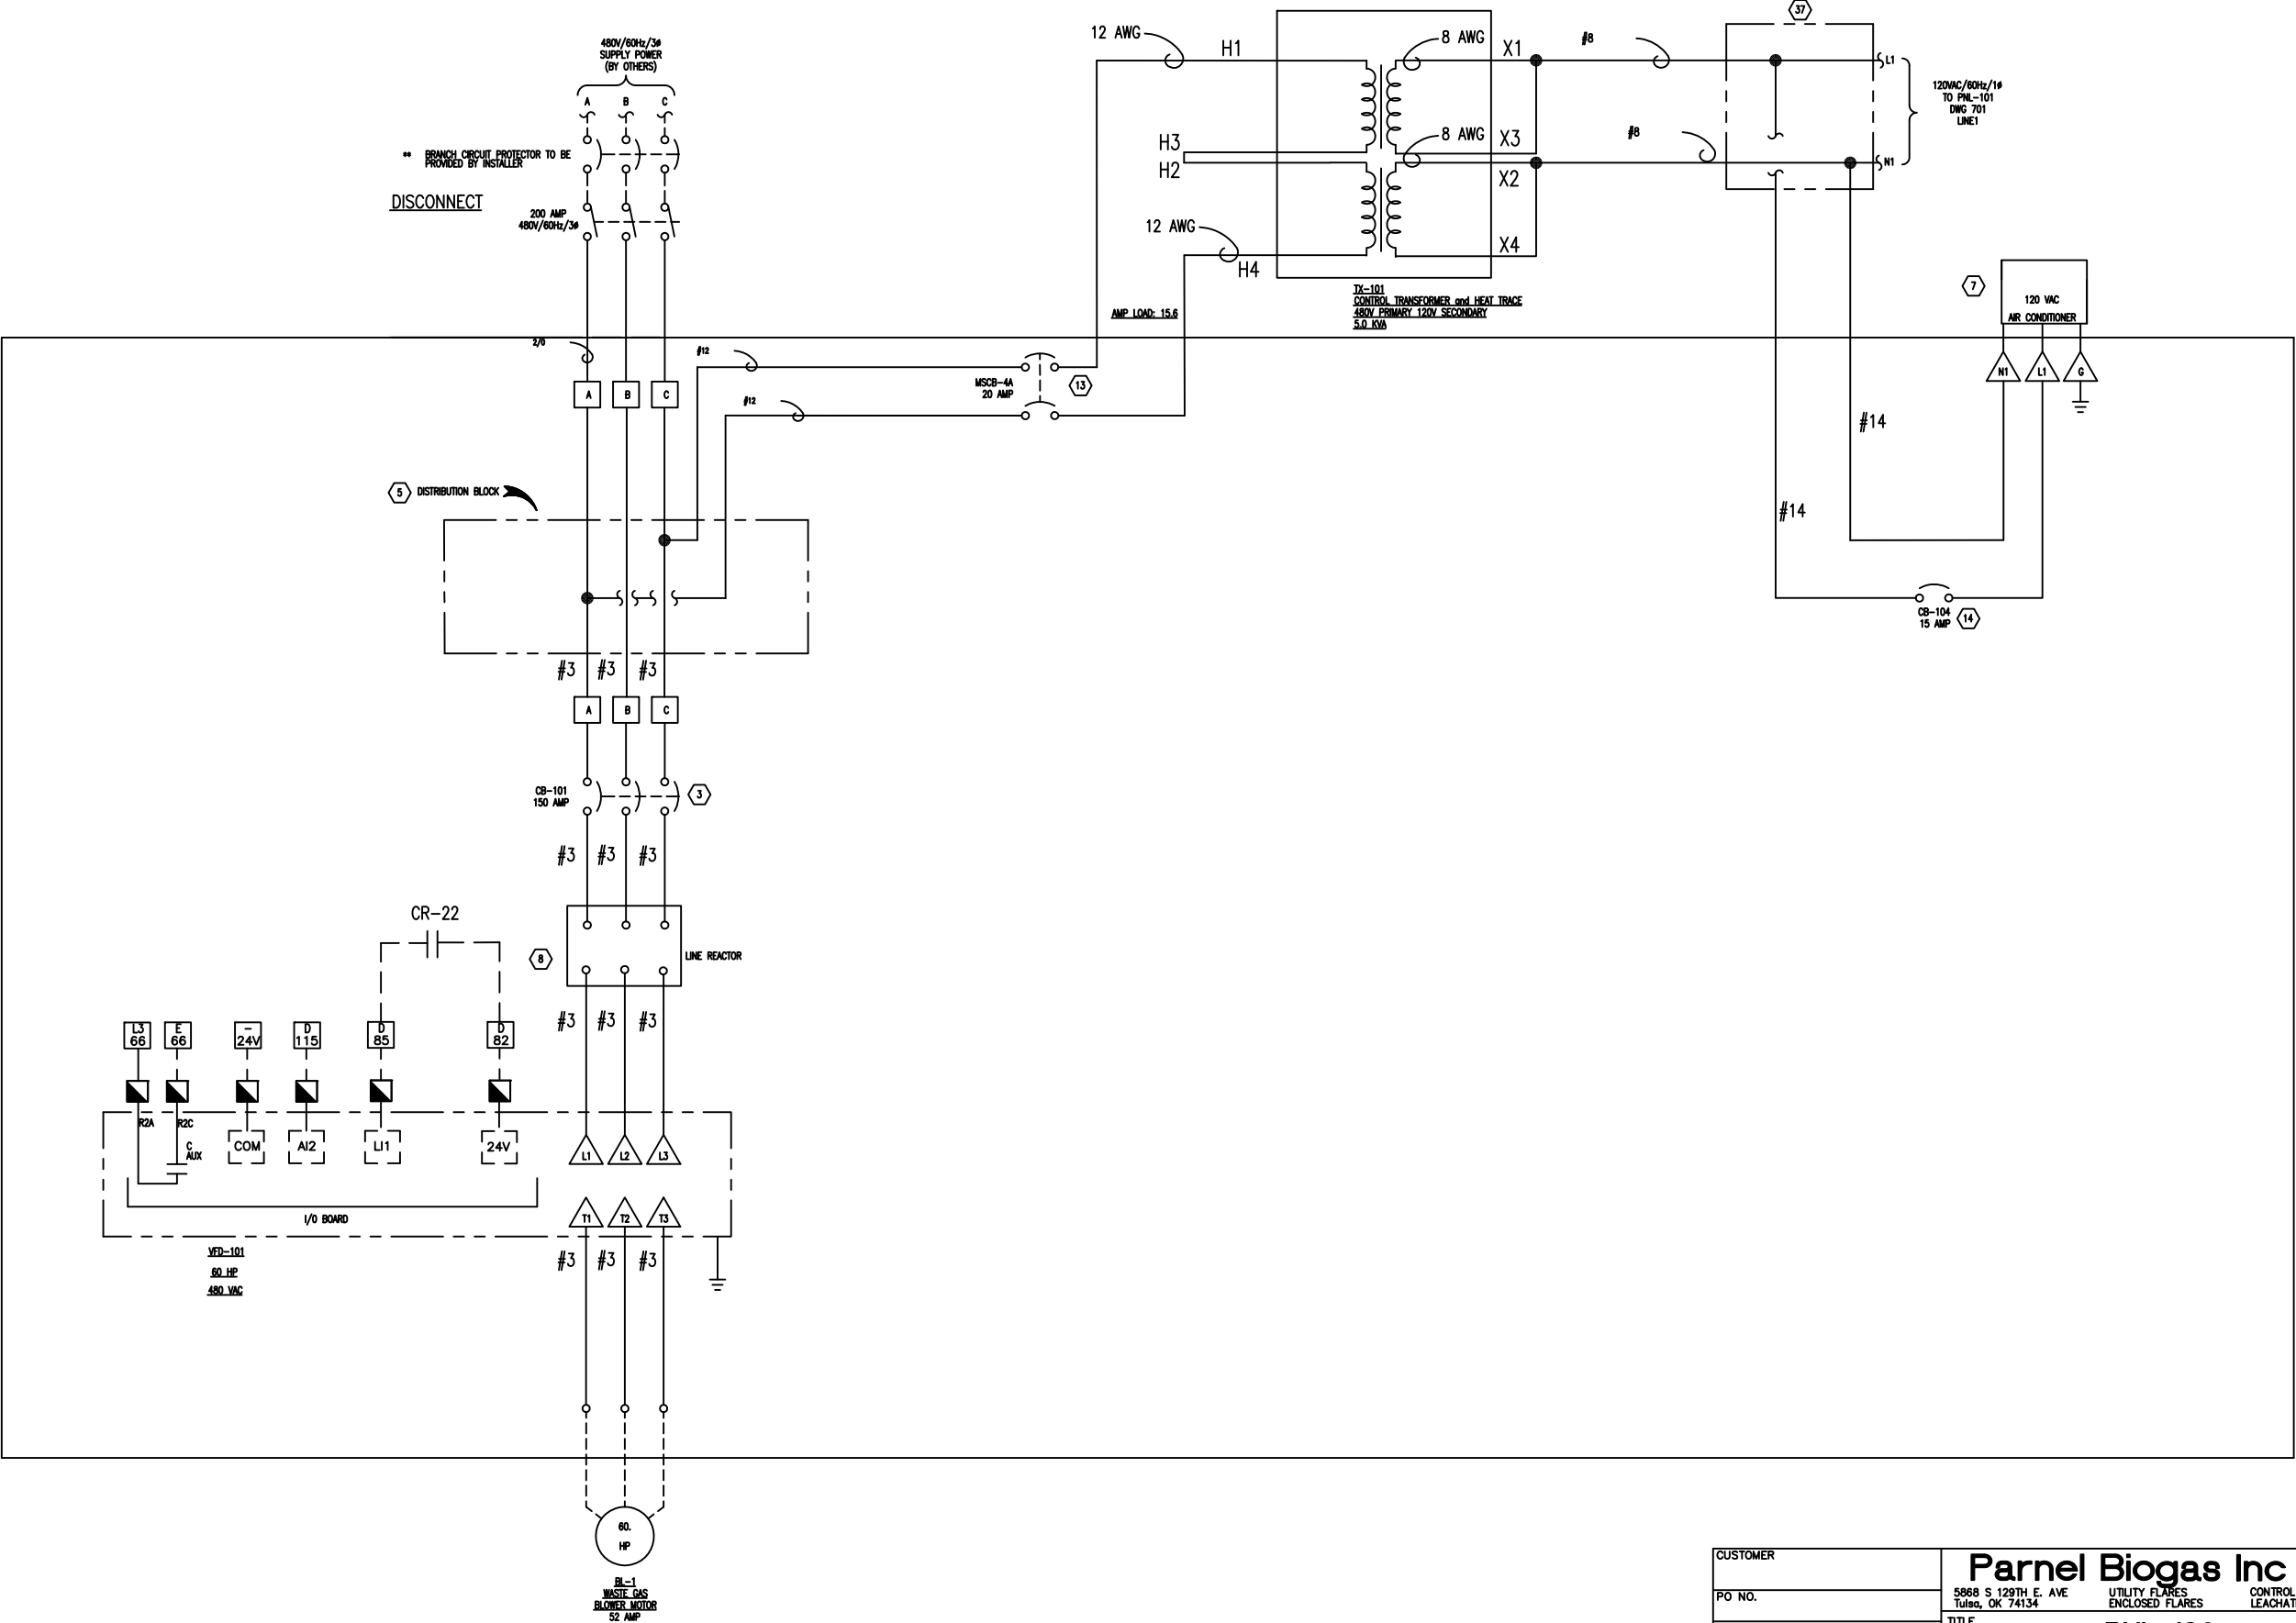 480V/60Hz/3ø
SUPPLY POWER
(BY OTHERS)
A B C
** BRANCH CIRCUIT PROTECTOR TO BE
PROVIDED BY INSTALLER
DISCONNECT
200 AMP
480V/60Hz/3ø
12 AWG
H1
H3
H2
12 AWG
H4
8 AWG
X1
8 AWG
X3
X2
X4
#8
#8
37
L1
N1
120VAC/60Hz/1ø
TO PNL-101
DWG 701
LINE1
TX-101
CONTROL TRANSFORMER and HEAT TRACE
480V PRIMARY 120V SECONDARY
5.0 KVA
AMP LOAD: 15.6
7
120 VAC
AIR CONDITIONER
N1 L1 G
#14
#14
CB-104
15 AMP
14
2/0
#12
#12
MSCB-4A
20 AMP
13
A B C
5 DISTRIBUTION BLOCK
#3 #3 #3
A B C
CB-101
150 AMP
3
#3 #3 #3
8
LINE REACTOR
CR-22
#3 #3 #3
L3
66
E
66
-
24V
D
115
D
85
D
82
R2A
R2C
C
AUX
COM
AI2
LI1
24V
L1 L2 L3
T1 T2 T3
I/O BOARD
VFD-101
60 HP
480 VAC
#3 #3 #3
60.
HP
BL-1
WASTE GAS
BLOWER MOTOR
52 AMP
CUSTOMER
PO NO.
Parnel Biogas Inc
5868 S 129TH E. AVE
Tulsa, OK 74134
UTILITY FLARES
ENCLOSED FLARES
CONTROL
LEACHAT
TITLE